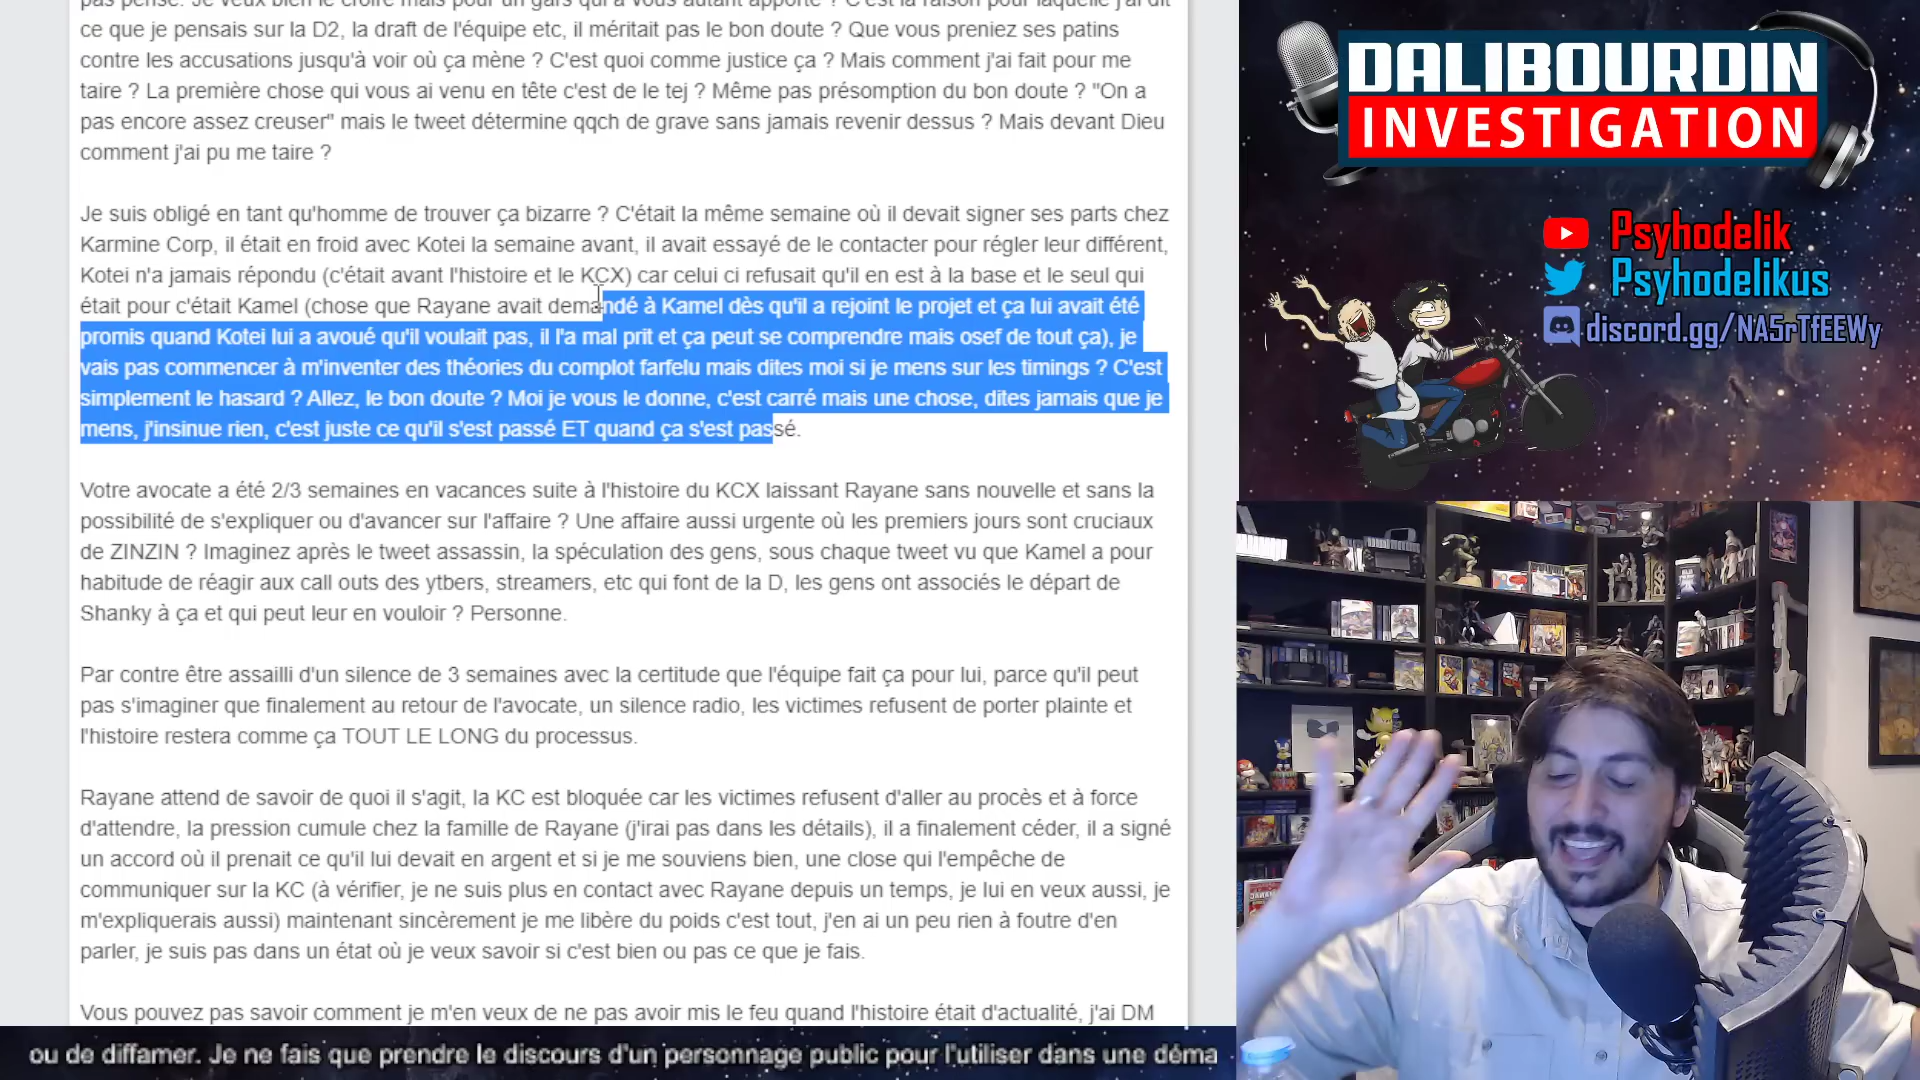 ce que je pensais sur la D2, la draft de l'équipe etc, il méritait pas le bon doute ? Que vous preniez ses patins
contre les accusations jusqu'à voir où ça mène ? C'est quoi comme justice ça ? Mais comment j'ai fait pour me
taire ? La première chose qui vous ai venu en tête c'est de le tej ? Même pas présomption du bon doute ? "On a
pas encore assez creuser" mais le tweet détermine qqch de grave sans jamais revenir dessus ? Mais devant Dieu
comment j'ai pu me taire ?
Je suis obligé en tant qu'homme de trouver ça bizarre ? C'était la même semaine où il devait signer ses parts chez
Karmine Corp, il était en froid avec Kotei la semaine avant, il avait essayé de le contacter pour régler leur différent,
Kotei n'a jamais répondu (c'était avant l'histoire et le KCX) car celui ci refusait qu'il en est à la base et le seul qui
était pour c'était Kamel (chose que Rayane avait demandé à Kamel dès qu'il a rejoint le projet et ça lui avait été
promis quand Kotei lui a avoué qu'il voulait pas, il l'a mal prit et ça peut se comprendre mais osef de tout ça), je
vais pas commencer à m'inventer des théories du complot farfelu mais dites moi si je mens sur les timings ? C'est
simplement le hasard ? Allez, le bon doute ? Moi je vous le donne, c'est carré mais une chose, dites jamais que je
mens, j'insinue rien, c'est juste ce qu'il s'est passé ET quand ça s'est passé.
Votre avocate a été 2/3 semaines en vacances suite à l'histoire du KCX laissant Rayane sans nouvelle et sans la
possibilité de s'expliquer ou d'avancer sur l'affaire ? Une affaire aussi urgente où les premiers jours sont cruciaux
de ZINZIN ? Imaginez après le tweet assassin, la spéculation des gens, sous chaque tweet vu que Kamel a pour
habitude de réagir aux call outs des ytbers, streamers, etc qui font de la D, les gens ont associés le départ de
Shanky à ça et qui peut leur en vouloir ? Personne.
Par contre être assailli d'un silence de 3 semaines avec la certitude que l'équipe fait ça pour lui, parce qu'il peut
pas s'imaginer que finalement au retour de l'avocate, un silence radio, les victimes refusent de porter plainte et
l'histoire restera comme ça TOUT LE LONG du processus.
Rayane attend de savoir de quoi il s'agit, la KC est bloquée car les victimes refusent d'aller au procès et à force
d'attendre, la pression cumule chez la famille de Rayane (j'irai pas dans les détails), il a finalement céder, il a signé
un accord où il prenait ce qu'il lui devait en argent et si je me souviens bien, une close qui l'empêche de
communiquer sur la KC (à vérifier, je ne suis plus en contact avec Rayane depuis un temps, je lui en veux aussi, je
m'expliquerais aussi) maintenant sincèrement je me libère du poids c'est tout, j'en ai un peu rien à foutre d'en
parler, je suis pas dans un état où je veux savoir si c'est bien ou pas ce que je fais.
Vous pouvez pas savoir comment je m'en veux de ne pas avoir mis le feu quand l'histoire était d'actualité, j'ai DM
ou de diffamer. Je ne fais que prendre le discours d'un personnage public pour l'utiliser dans une déma
DALIBOURDIN
INVESTIGATION
Psyhodelik
Psyhodelikus
discord.gg/NA5rTfEEWy